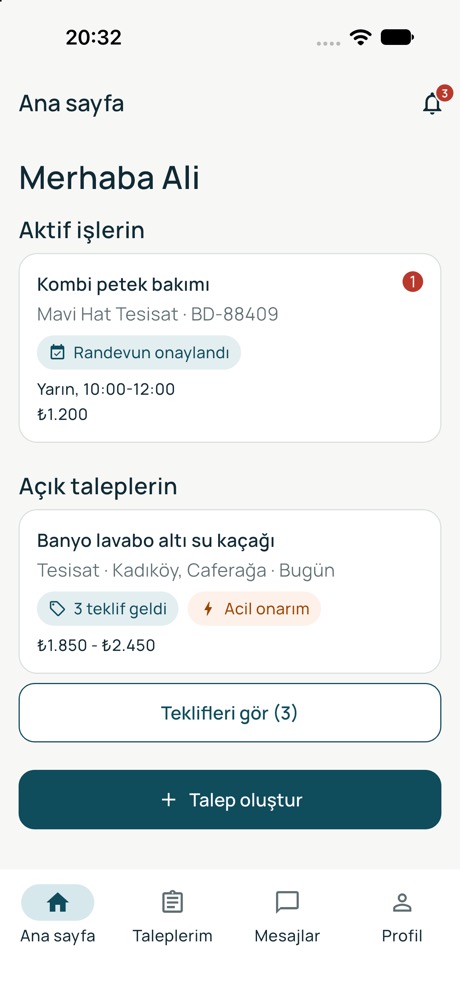 20:32
Ana sayfa
3
Merhaba Ali
Aktif işlerin
Kombi petek bakımı
1
Mavi Hat Tesisat · BD-88409
Randevun onaylandı
Yarın, 10:00-12:00
₺1.200
Açık taleplerin
Banyo lavabo altı su kaçağı
Tesisat · Kadıköy, Caferağa · Bugün
3 teklif geldi
Acil onarım
₺1.850 - ₺2.450
Teklifleri gör (3)
+ Talep oluştur
Ana sayfa
Taleplerim
Mesajlar
Profil